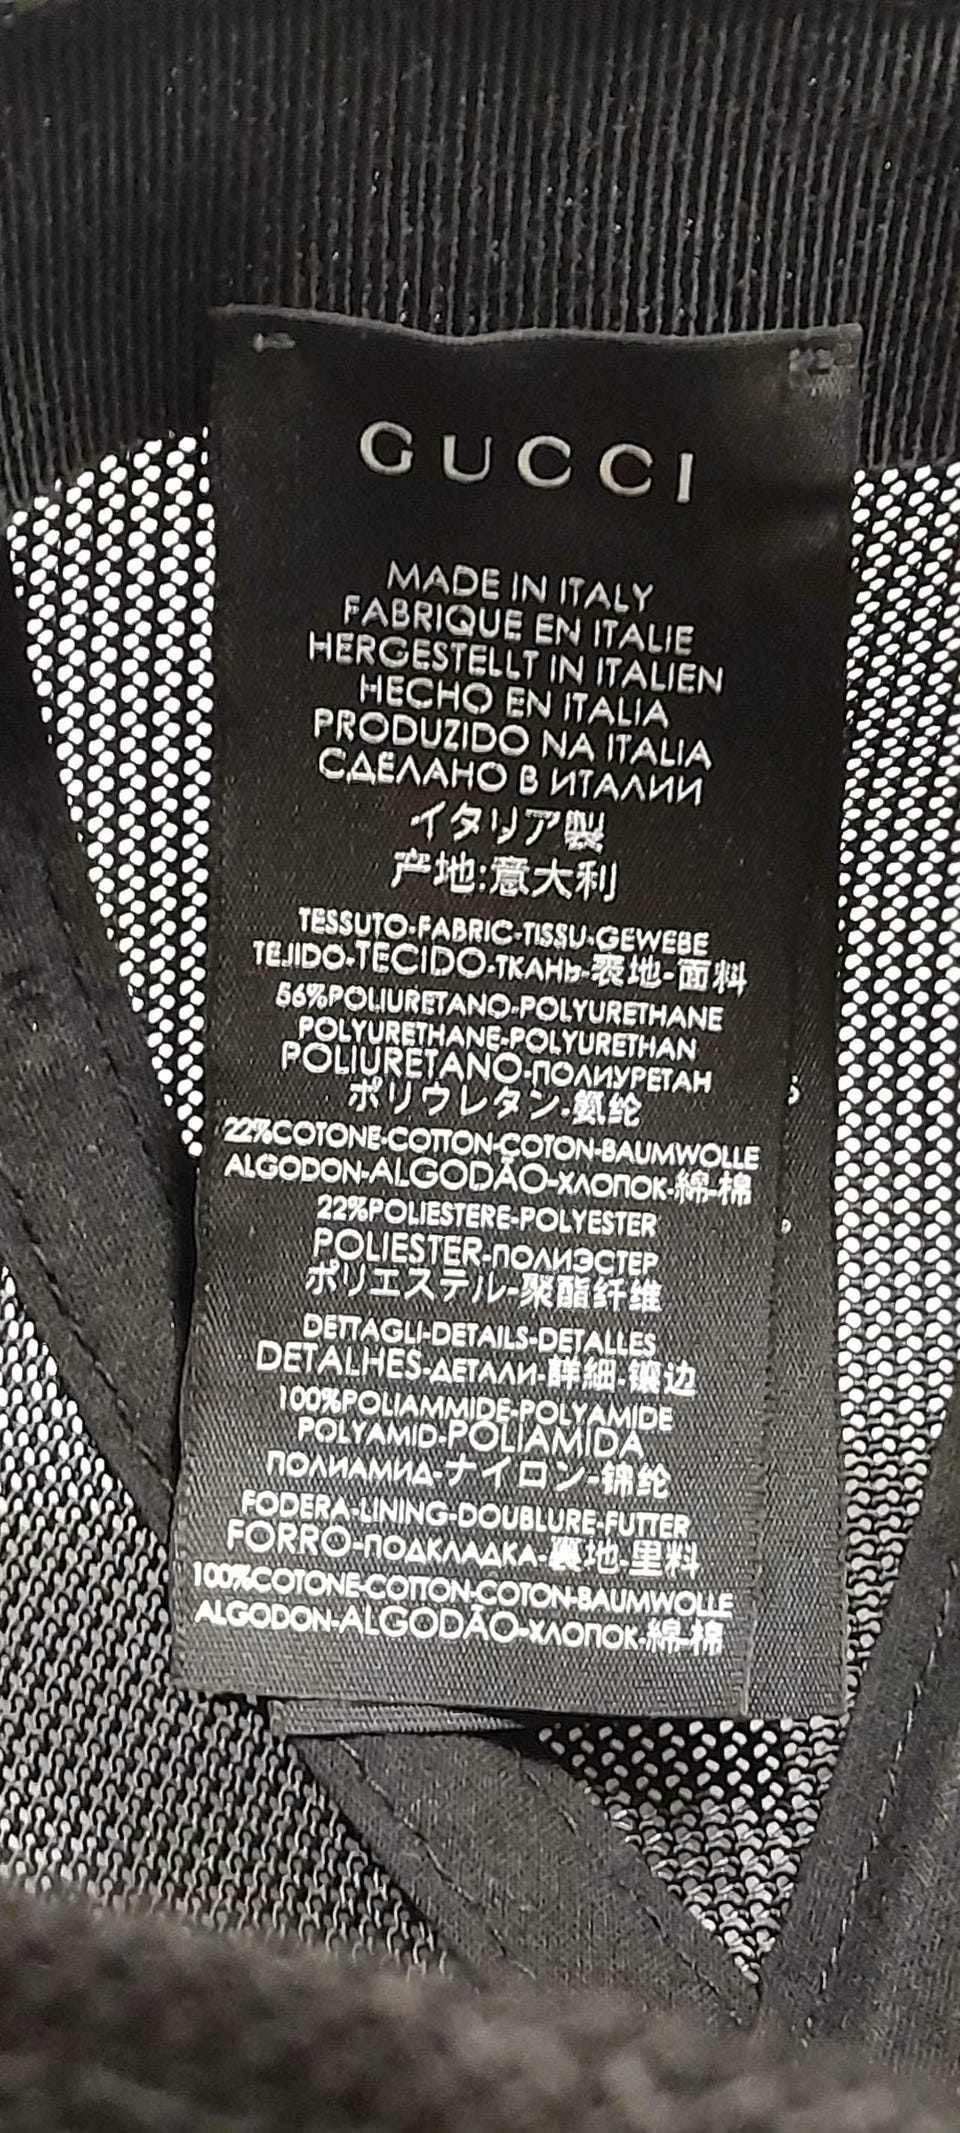 GUCCI
MADE IN ITALY
FABRIQUE EN ITALIE
HERGESTELLT IN ITALIEN
HECHO EN ITALIA
PRODUZIDO NA ITALIA
СДЕЛАНО В ИТАЛИИ
イタリア製
产地:意大利
TESSUTO-FABRIC-TISSU-GEWEBE
TEJIDO-TECIDO-ТКАНЬ-表地-面料
56%POLIURETANO-POLYURETHANE
POLYURETHANE-POLYURETHAN
POLIURETANO-ПОЛИУРЕТАН
ポリウレタン-氨纶
22%COTONE-COTTON-COTON-BAUMWOLLE
ALGODON-ALGODÃO-ХЛОПОК-綿-棉
22%POLIESTERE-POLYESTER
POLIESTER-ПОЛИЭСТЕР
ポリエステル-聚酯纤维
DETTAGLI-DETAILS-DETALLES
DETALHES-ДЕТАЛИ-詳細-镶边
100%POLIAMMIDE-POLYAMIDE
POLYAMID-POLIAMIDA
ПОЛИАМИД-ナイロン-锦纶
FODERA-LINING-DOUBLURE-FUTTER
FORRO-ПОДКЛАДКА-裏地-里料
100%COTONE-COTTON-COTON-BAUMWOLLE
ALGODON-ALGODÃO-ХЛОПОК-綿-棉